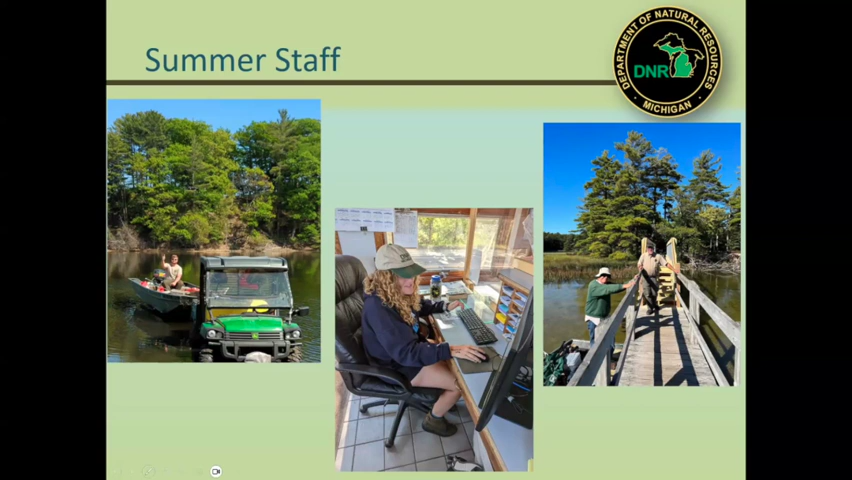 Summer Staff
DEPARTMENT OF NATURAL RESOURCES
DNR
MICHIGAN